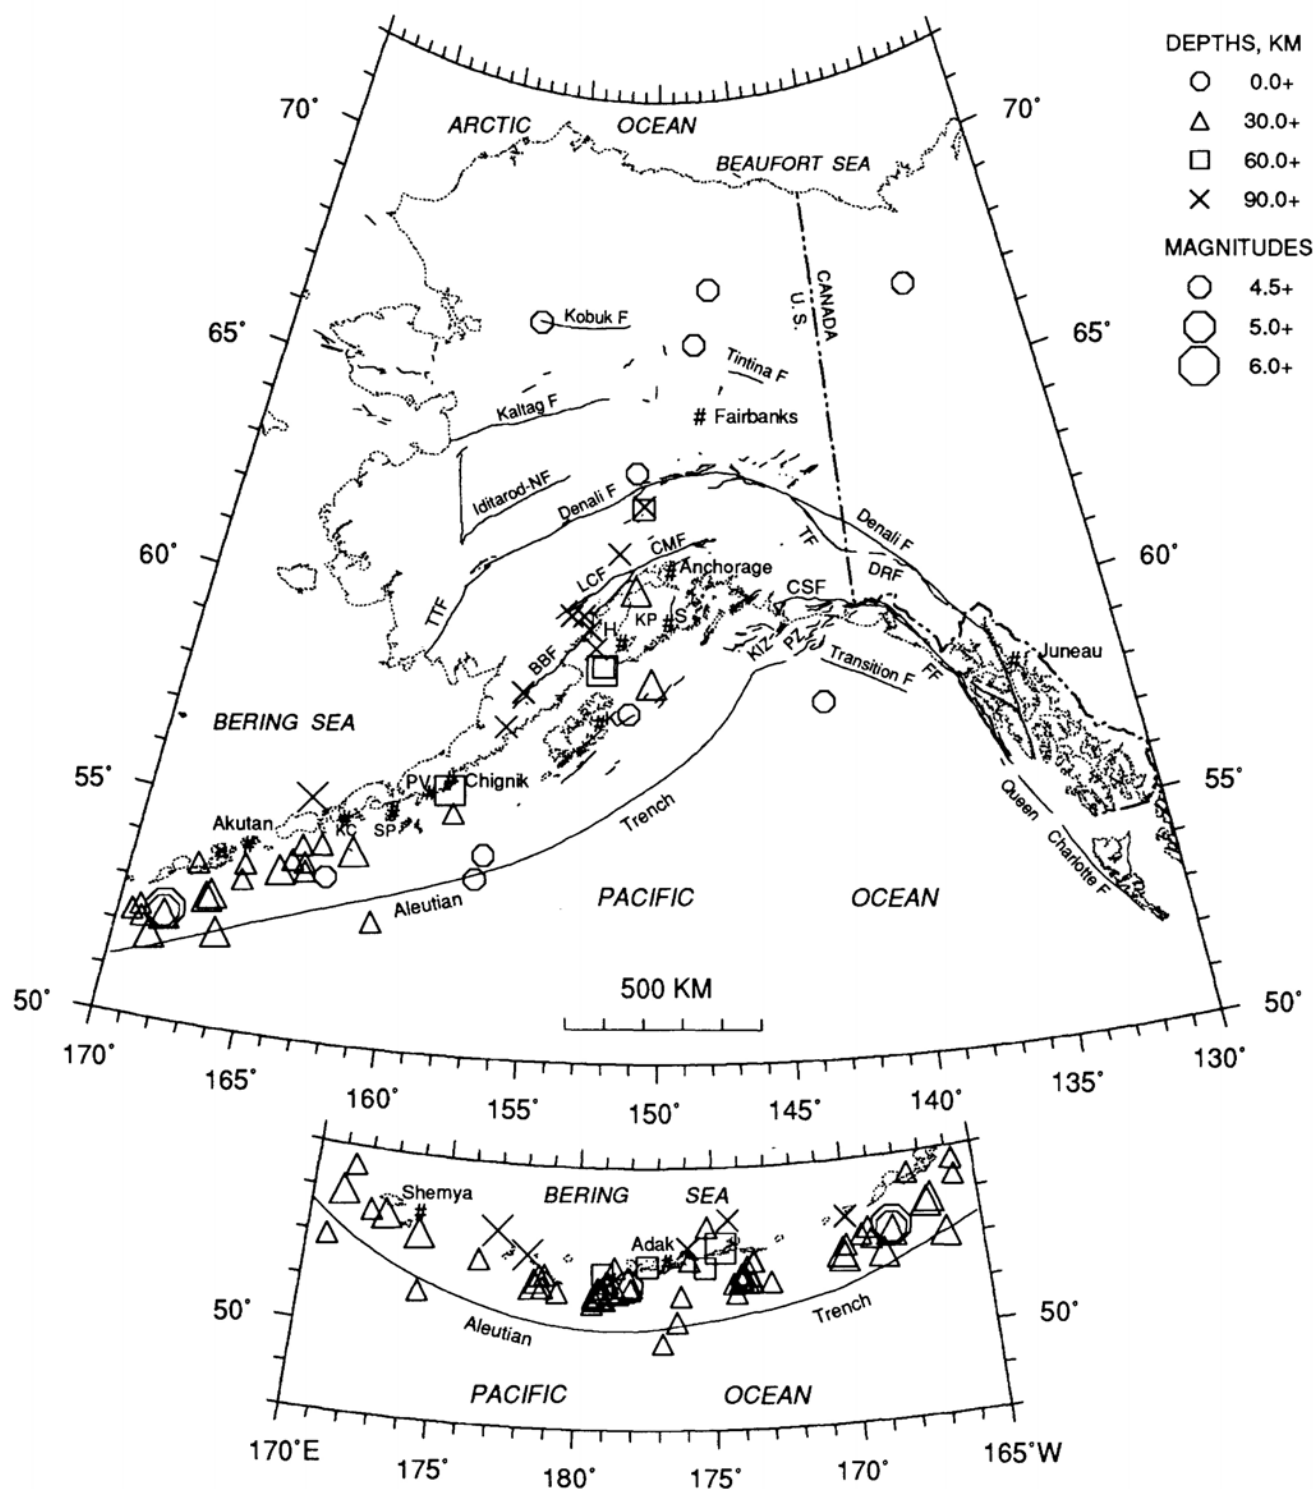 DEPTHS, KM
0.0+
30.0+
60.0+
90.0+
MAGNITUDES
4.5+
5.0+
6.0+
70°
70°
ARCTIC OCEAN
BEAUFORT SEA
CANADA
U.S.
65°
65°
Kobuk F
Tintina F
Kaltag F
# Fairbanks
Iditarod-NF
Denali F
Denali F
60°
60°
TF
DRF
CMF
LCF
#Anchorage
CSF
TTF
KP
#S
H
#
KIZ
PZ
BBF
Transition F
FF
# Juneau
BERING SEA
#K
55°
55°
PV
#
#
Chignik
Trench
Queen Charlotte F
Akutan
#
#
KC
#
SP
#
Aleutian
PACIFIC OCEAN
500 KM
50°
50°
170°
165°
160°
155°
150°
145°
140°
135°
130°
Shemya
#
BERING SEA
Adak
#
50°
50°
Aleutian
Trench
PACIFIC OCEAN
170°E
175°
180°
175°
170°
165°W